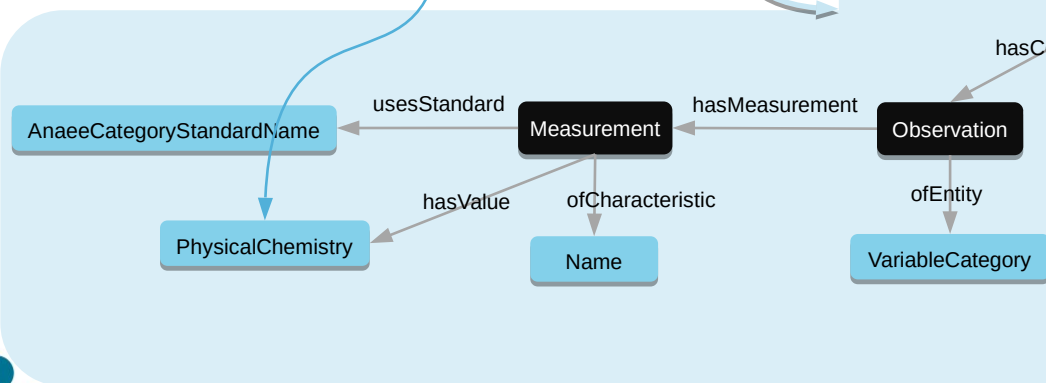 hasC
usesStandard
hasMeasurement
AnaeeCategoryStandardName
Measurement
Observation
hasValue
ofCharacteristic
ofEntity
PhysicalChemistry
Name
VariableCategory